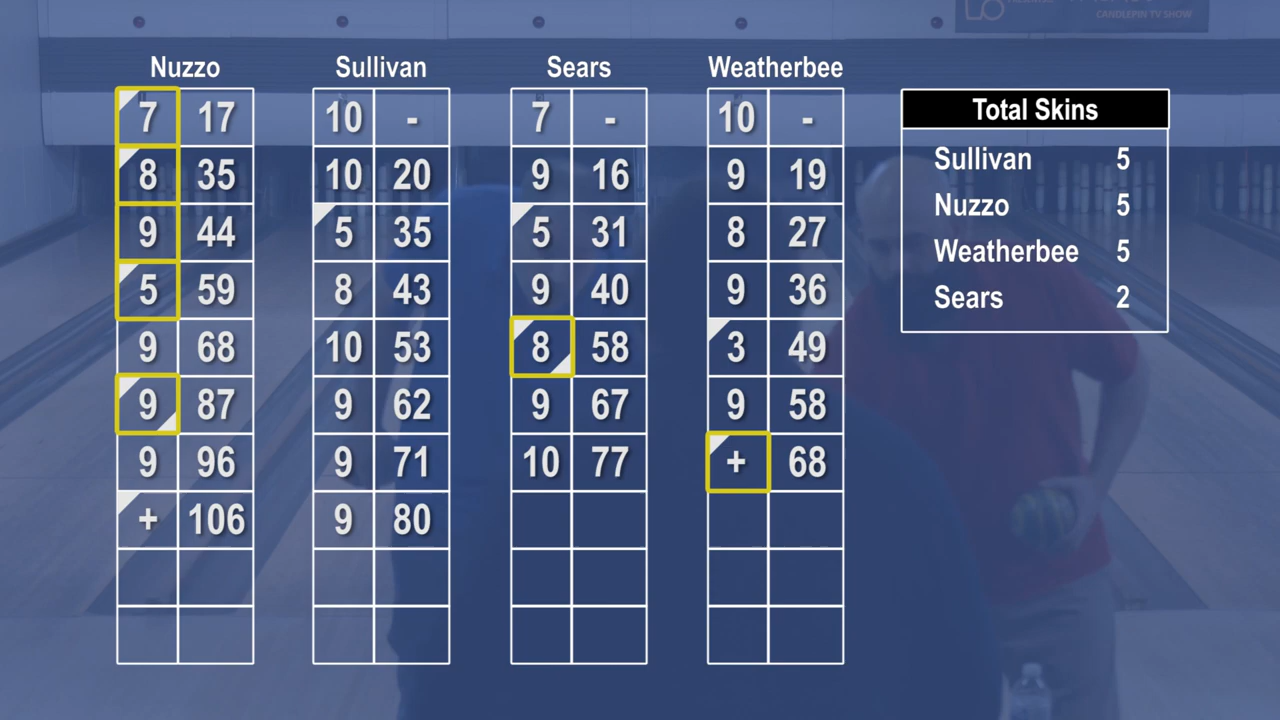 CANDLEPIN TV SHOW
Nuzzo Sullivan Sears Weatherbee
7 17 10 - 7 - 10 -
8 35 10 20 9 16 9 19
9 44 5 35 5 31 8 27
5 59 8 43 9 40 9 36
9 68 10 53 8 58 3 49
9 87 9 62 9 67 9 58
9 96 9 71 10 77 + 68
+ 106 9 80
Total Skins
Sullivan 5
Nuzzo 5
Weatherbee 5
Sears 2